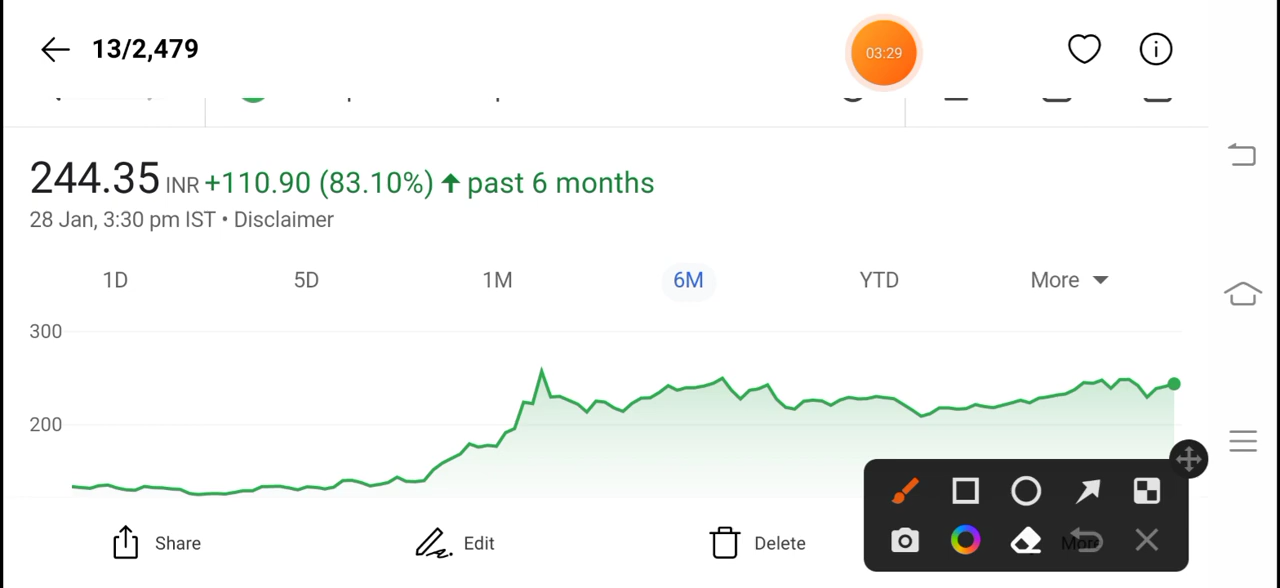 13/2,479
03:29
244.35 INR +110.90 (83.10%) past 6 months
28 Jan, 3:30 pm IST • Disclaimer
1D 5D 1M 6M YTD More
300
200
Share Edit Delete More